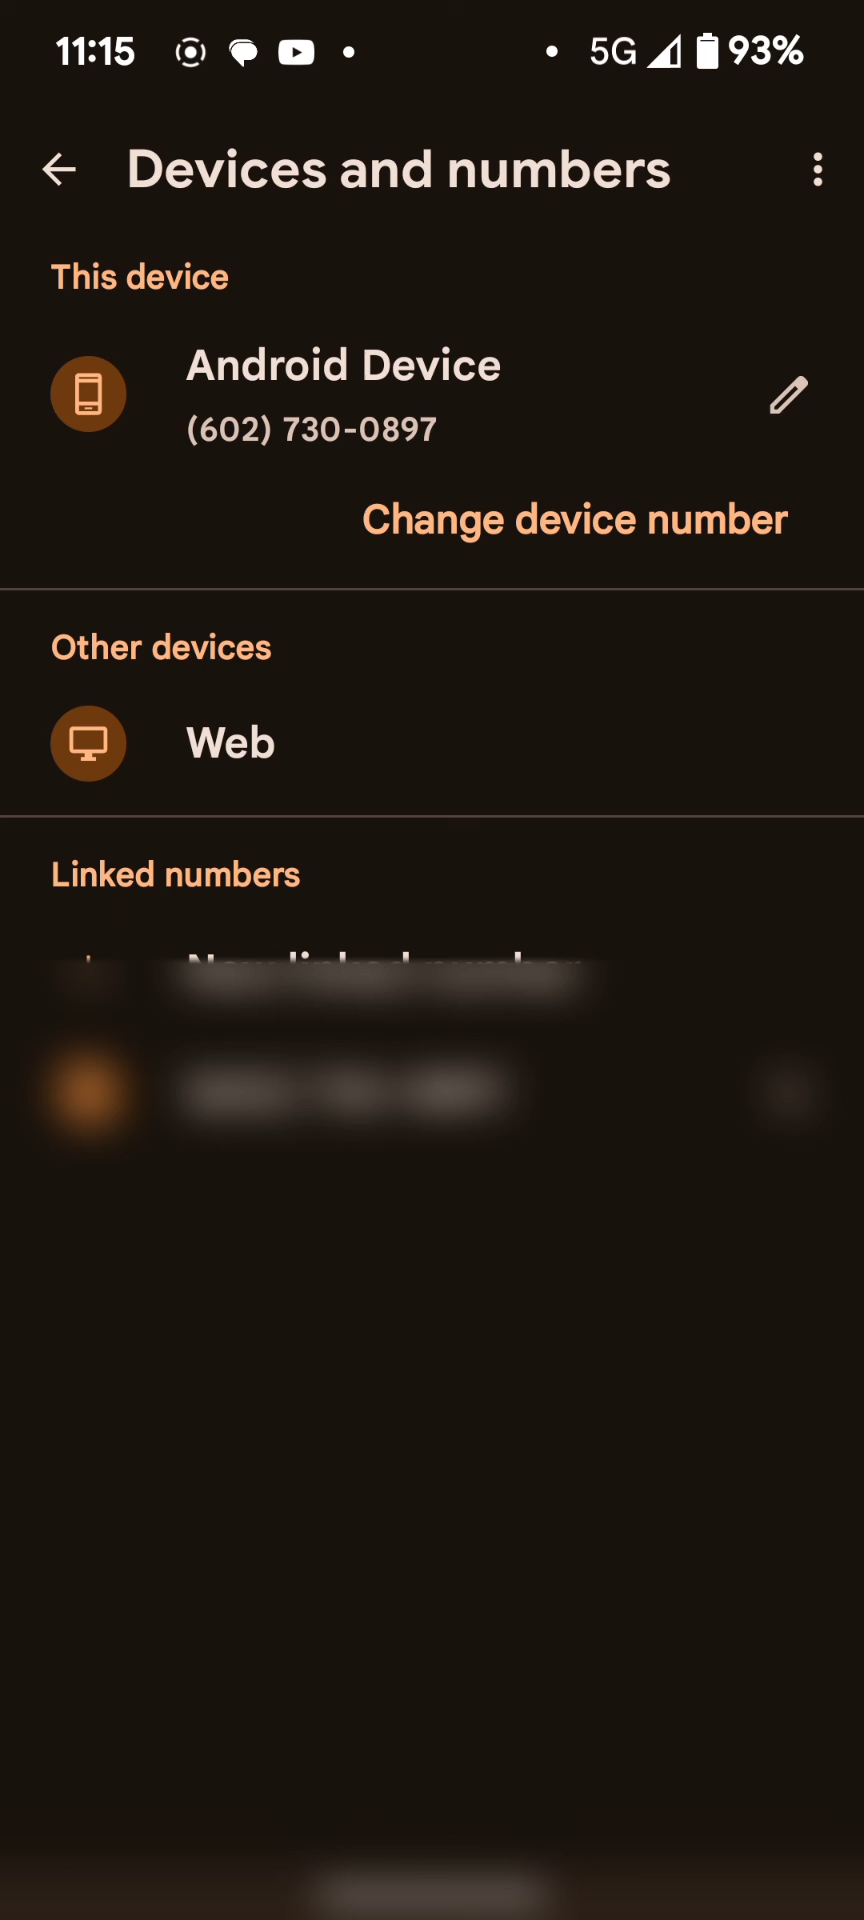 11:15 5G 93%
Devices and numbers
This device
Android Device
(602) 730-0897
Change device number
Other devices
Web
Linked numbers